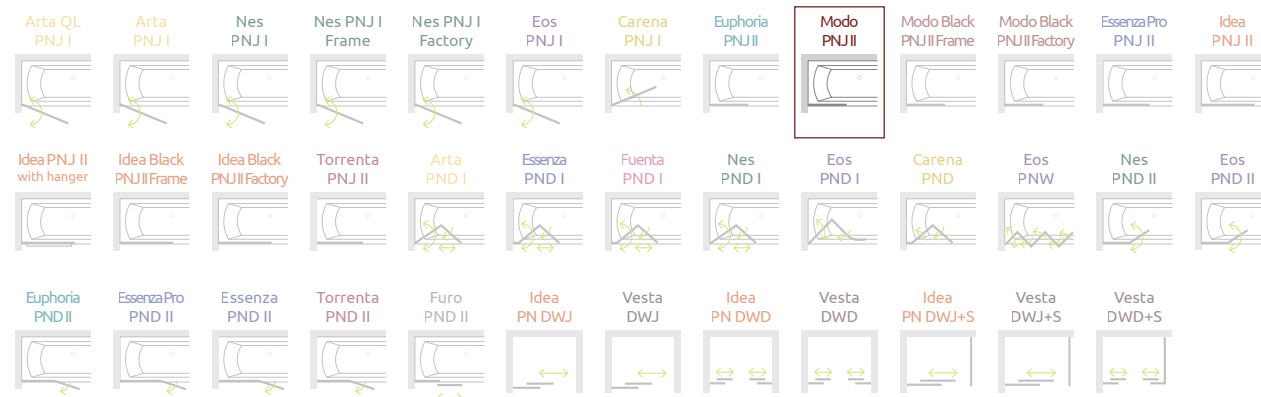 Arta QL
PNJ I
Arta
PNJ I
Nes
PNJ I
Nes PNJ I
Frame
Nes PNJ I
Factory
Eos
PNJ I
Carena
PNJ I
Euphoria
PNJ II
Modo
PNJ II
Modo Black
PNJ II Frame
Modo Black
PNJ II Factory
Essenza Pro
PNJ II
Idea
PNJ II
Idea PNJ II
with hanger
Idea Black
PNJ II Frame
Idea Black
PNJ II Factory
Torrenta
PNJ II
Arta
PND I
Essenza
PND I
Fuenta
PND I
Nes
PND I
Eos
PND I
Carena
PND
Eos
PNW
Nes
PND II
Eos
PND II
Euphoria
PND II
Essenza Pro
PND II
Essenza
PND II
Torrenta
PND II
Furo
PND II
Idea
PN DWJ
Vesta
DWJ
Idea
PN DWD
Vesta
DWD
Idea
PN DWJ+S
Vesta
DWJ+S
Vesta
DWD+S